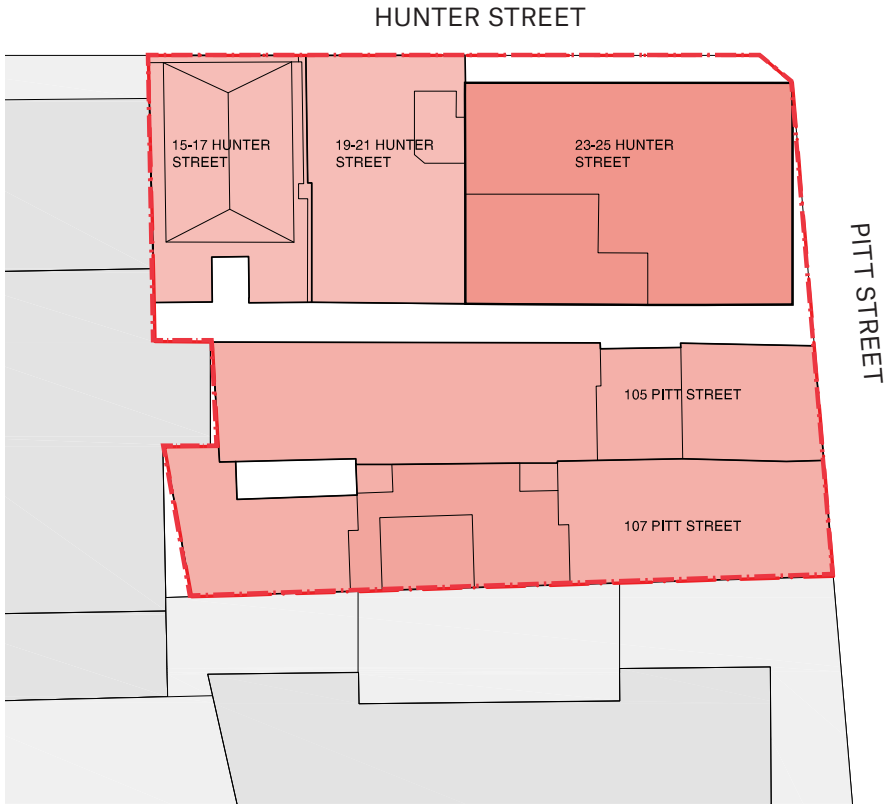 HUNTER STREET
15-17 HUNTER
STREET
19-21 HUNTER
STREET
23-25 HUNTER
STREET
PITT STREET
105 PITT STREET
107 PITT STREET